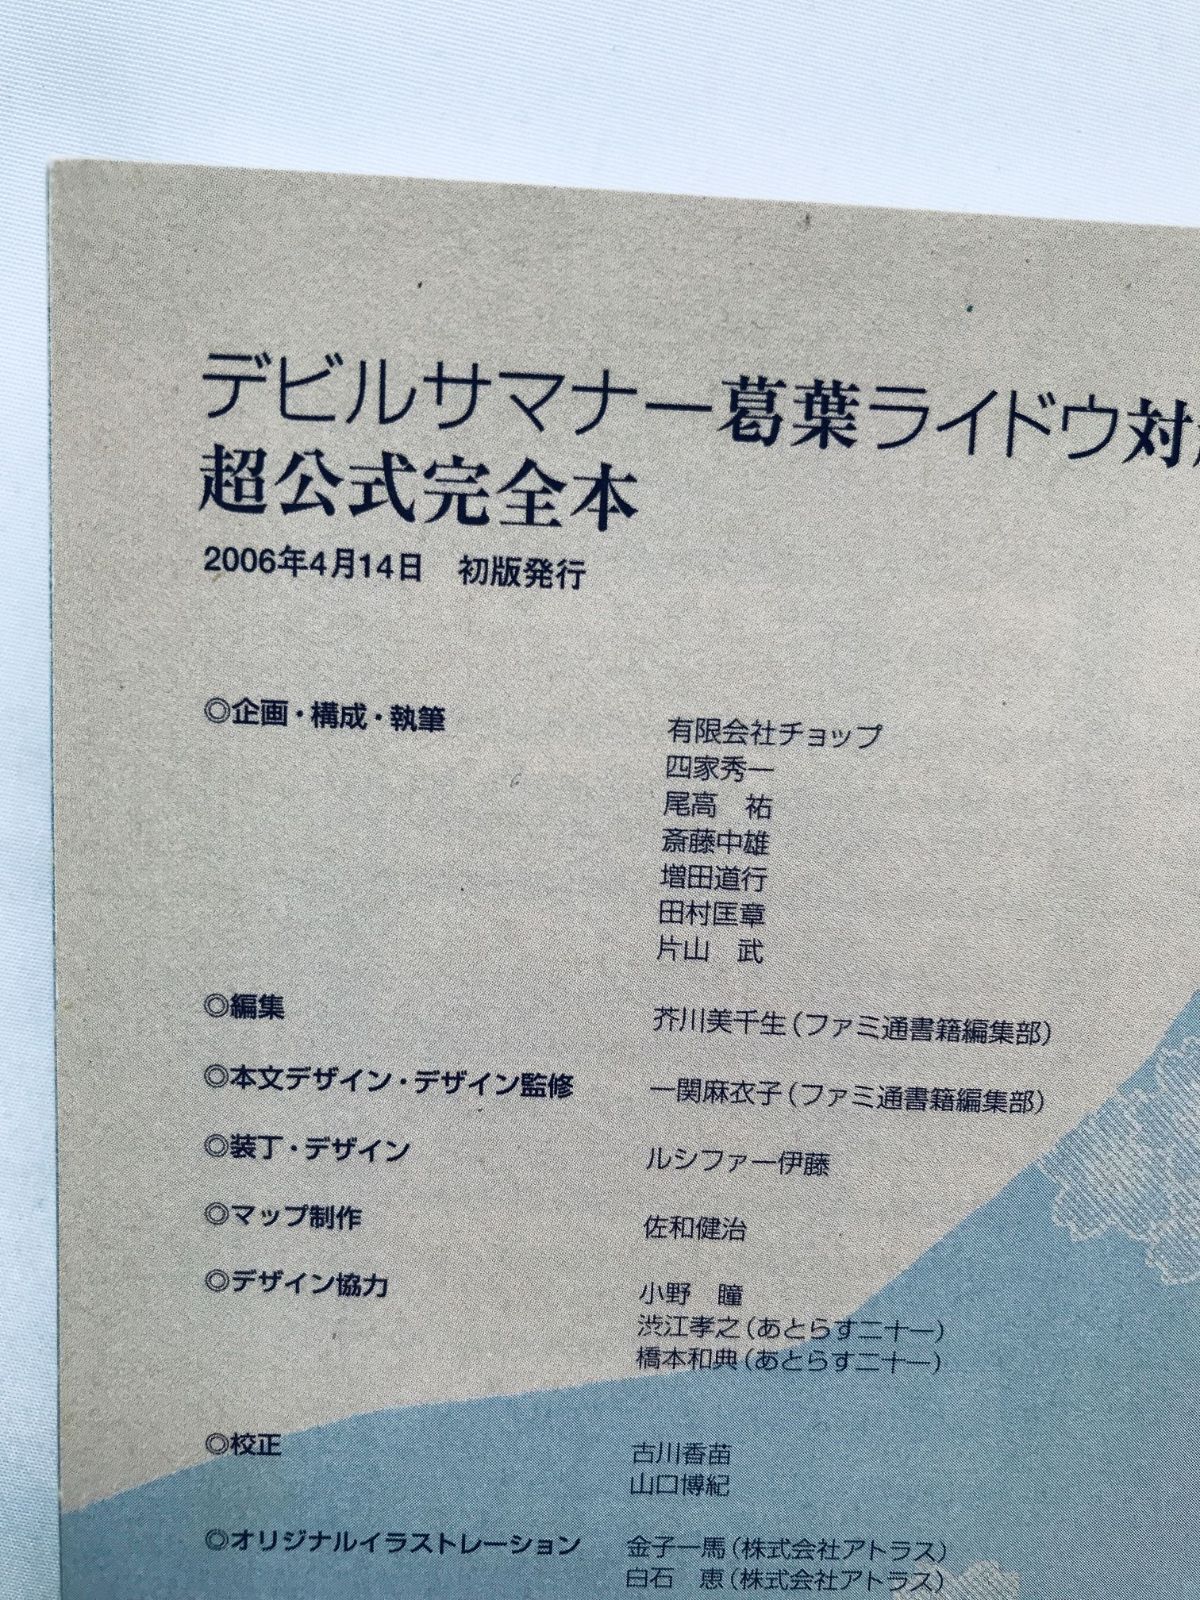 デビルサマナー葛葉ライドウ対
超公式完全本
2006年4月14日　初版発行
◎企画・構成・執筆　有限会社チョップ
四家秀一
尾高　祐
斎藤中雄
増田道行
田村匡章
片山　武
◎編集　芥川美千生(ファミ通書籍編集部)
◎本文デザイン・デザイン監修　一関麻衣子(ファミ通書籍編集部)
◎装丁・デザイン　ルシファー伊藤
◎マップ制作　佐和健治
◎デザイン協力　小野　瞳
渋江孝之(あとらす二十一)
橋本和典(あとらす二十一)
◎校正　古川香苗
山口博紀
◎オリジナルイラストレーション　金子一馬(株式会社アトラス)
白石　恵(株式会社アトラス)